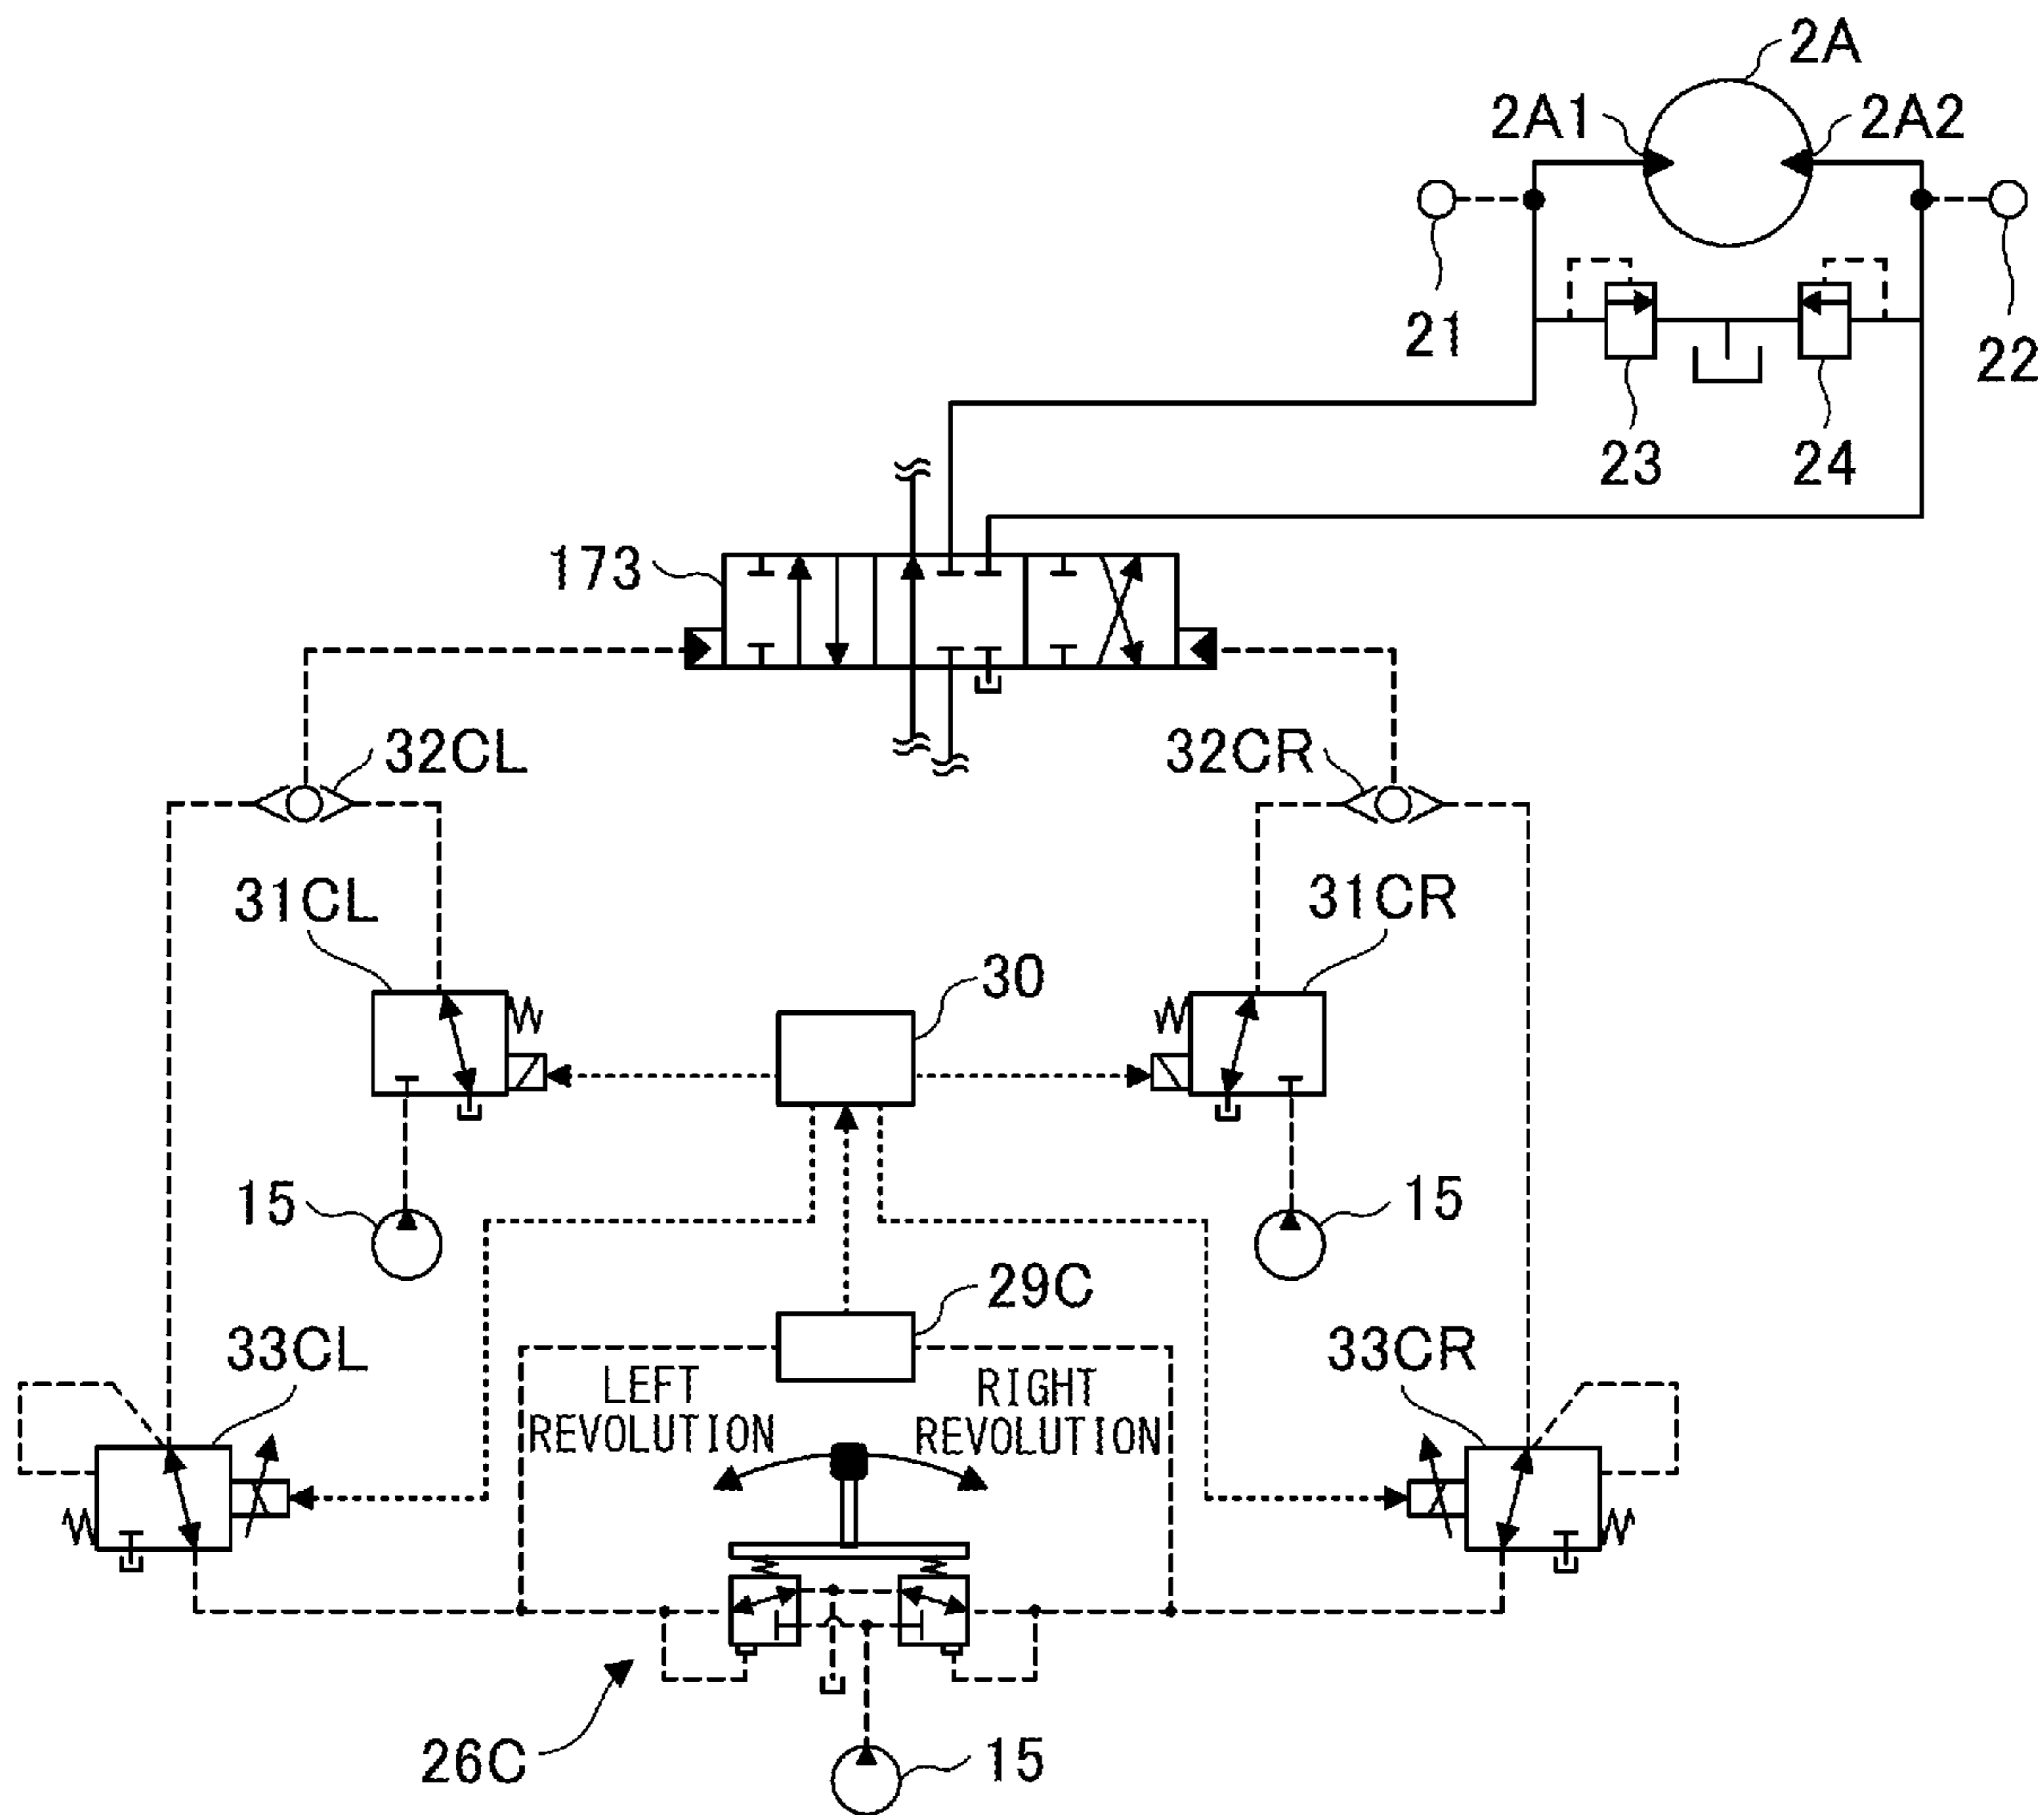 2A
2A1
2A2
21
22
23
24
173
32CL
32CR
31CL
31CR
30
15
15
29C
33CL
33CR
LEFT
REVOLUTION
RIGHT
REVOLUTION
26C
15